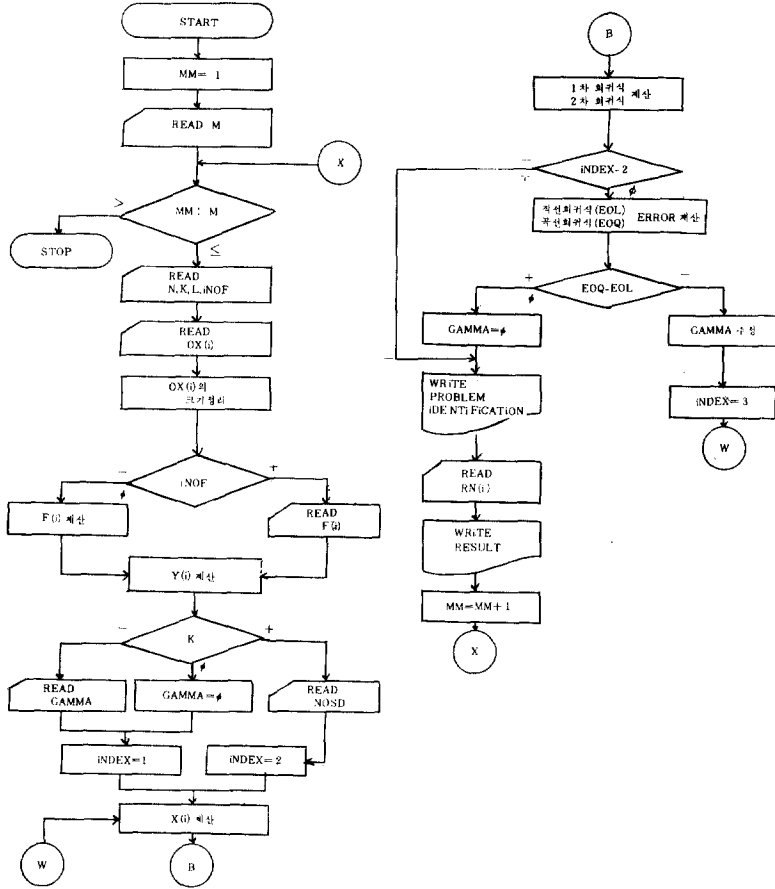 START
MM= 1
READ M
X
MM : M
>
≤
STOP
READ
N,K,L,iNOF
READ
OX(i)
OX(i)의
크기정리
iNOF
−
φ
+
F(i) 계산
READ
F(i)
Y(i) 계산
K
−
φ
+
READ
GAMMA
GAMMA=φ
READ
NOSD
iNDEX=1
iNDEX=2
X(i) 계산
W
B
B
1차 회귀식
2차 회귀식 계산
iNDEX-2
φ
직선회귀식(EOL)
곡선회귀식(EOQ) ERROR 계산
EOQ-EOL
+
φ
−
GAMMA=φ
GAMMA 수정
WRiTE
PROBLEM
iDENTiFiCATiON
iNDEX=3
W
READ
RN(i)
WRiTE
RESULT
MM=MM+1
X